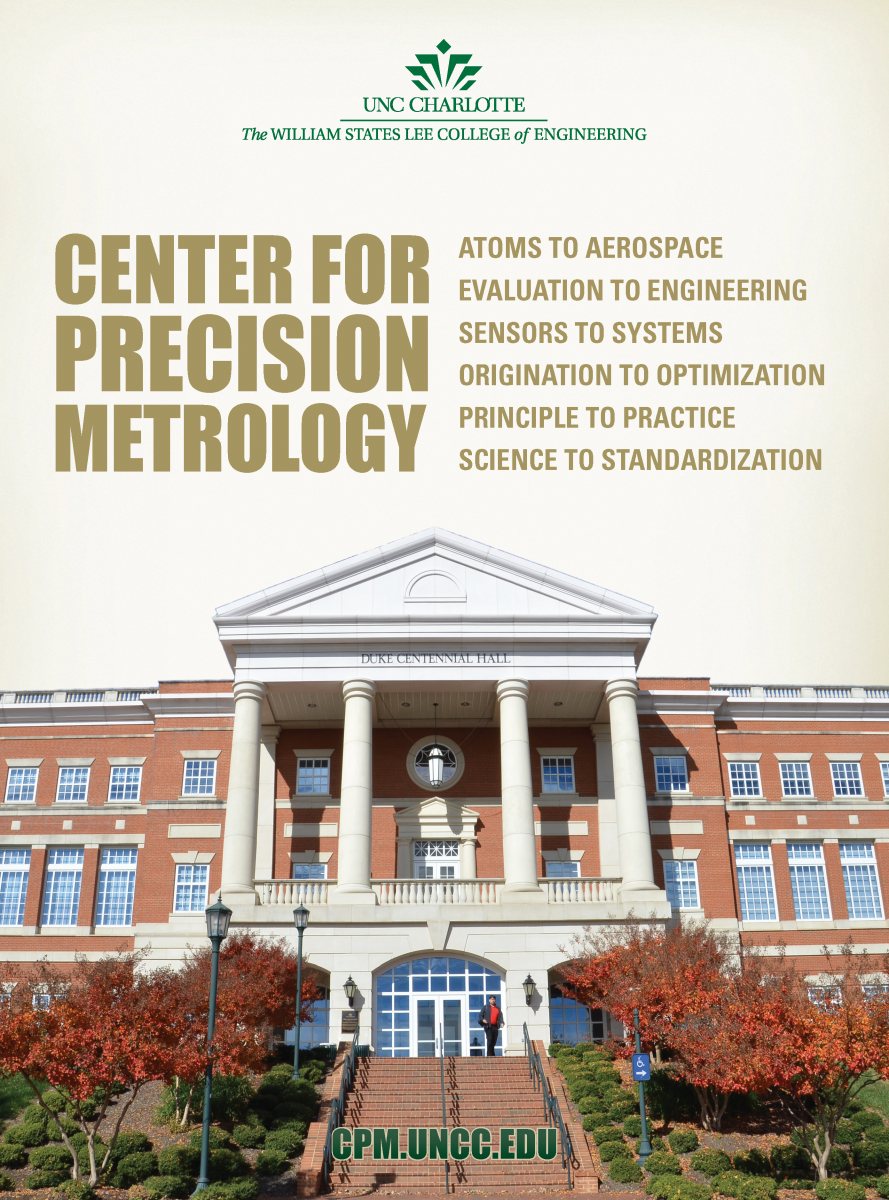 UNC CHARLOTTE
The WILLIAM STATES LEE COLLEGE of ENGINEERING
CENTER FOR
PRECISION
METROLOGY
ATOMS TO AEROSPACE
EVALUATION TO ENGINEERING
SENSORS TO SYSTEMS
ORIGINATION TO OPTIMIZATION
PRINCIPLE TO PRACTICE
SCIENCE TO STANDARDIZATION
DUKE CENTENNIAL HALL
CPM.UNCC.EDU